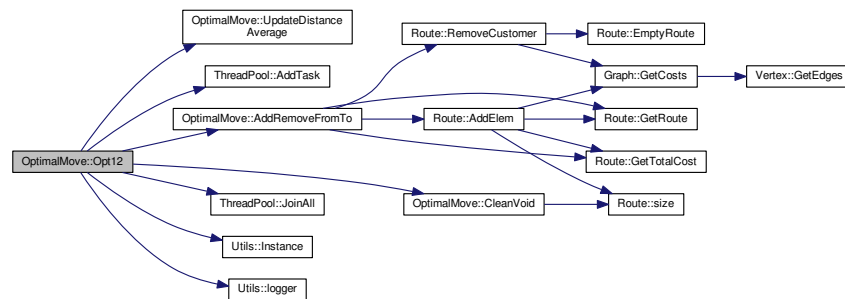 OptimalMove::Opt12
OptimalMove::UpdateDistance
Average
ThreadPool::AddTask
OptimalMove::AddRemoveFromTo
ThreadPool::JoinAll
Utils::Instance
Utils::logger
Route::RemoveCustomer
Route::AddElem
OptimalMove::CleanVoid
Route::EmptyRoute
Graph::GetCosts
Route::GetRoute
Route::GetTotalCost
Route::size
Vertex::GetEdges